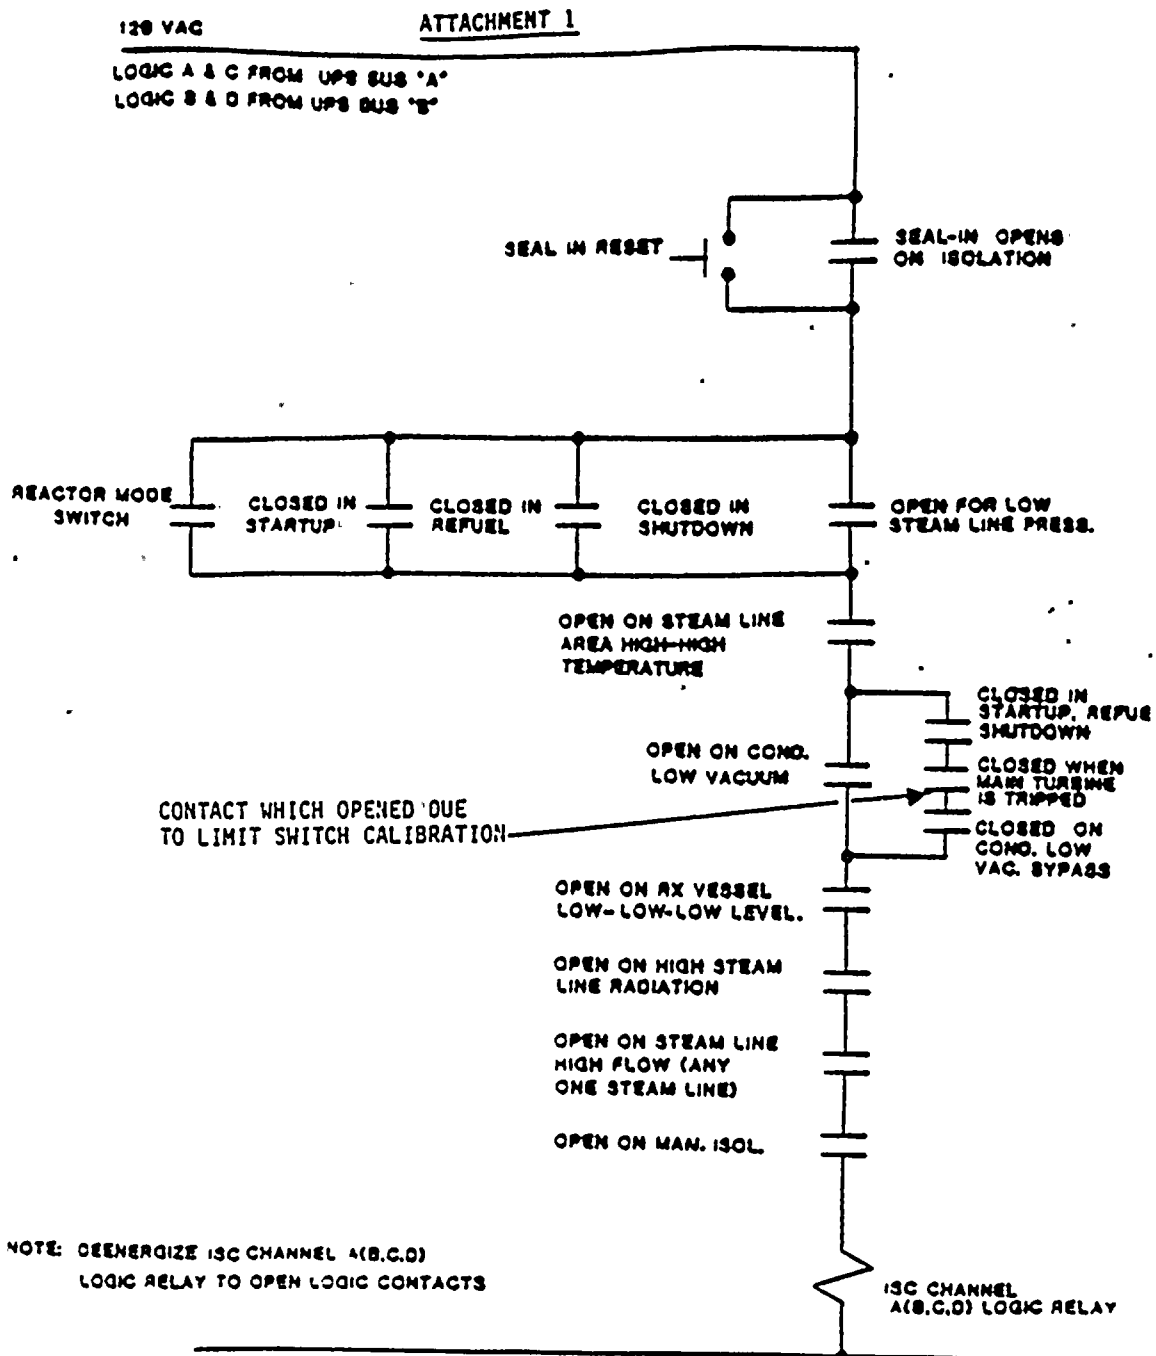 ATTACHMENT 1
120 VAC
LOGIC A & C FROM UPS BUS "A"
LOGIC B & D FROM UPS BUS "B"
SEAL IN RESET
SEAL-IN OPENS
ON ISOLATION
REACTOR MODE
SWITCH
CLOSED IN
STARTUP
CLOSED IN
REFUEL
CLOSED IN
SHUTDOWN
OPEN FOR LOW
STEAM LINE PRESS.
OPEN ON STEAM LINE
AREA HIGH-HIGH
TEMPERATURE
CLOSED IN
STARTUP, REFUE
SHUTDOWN
OPEN ON COND.
LOW VACUUM
CLOSED WHEN
MAIN TURBINE
IS TRIPPED
CONTACT WHICH OPENED DUE
TO LIMIT SWITCH CALIBRATION
CLOSED ON
COND. LOW
VAC. BYPASS
OPEN ON RX VESSEL
LOW-LOW-LOW LEVEL.
OPEN ON HIGH STEAM
LINE RADIATION
OPEN ON STEAM LINE
HIGH FLOW (ANY
ONE STEAM LINE)
OPEN ON MAN. ISOL.
NOTE: DEENERGIZE ISC CHANNEL A(B,C,D)
LOGIC RELAY TO OPEN LOGIC CONTACTS
ISC CHANNEL
A(B,C,D) LOGIC RELAY